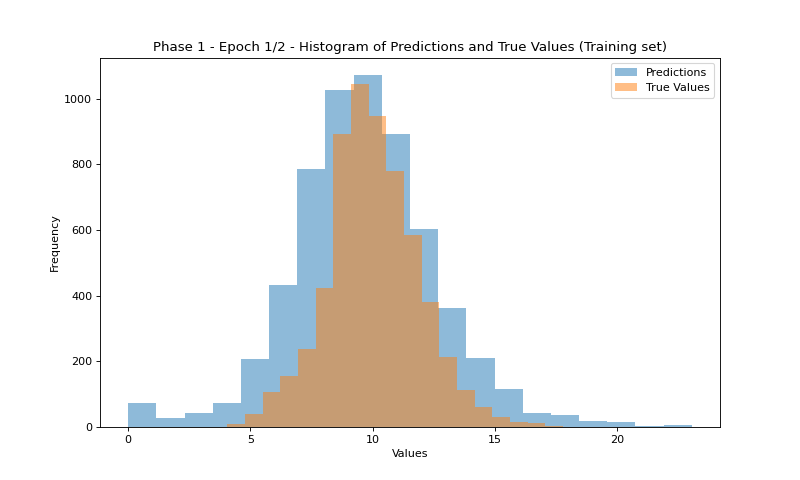 Phase 1 - Epoch 1/2 - Histogram of Predictions and True Values (Training set)
Predictions
True Values
Frequency
1000
800
600
400
200
0
0 5 10 15 20
Values